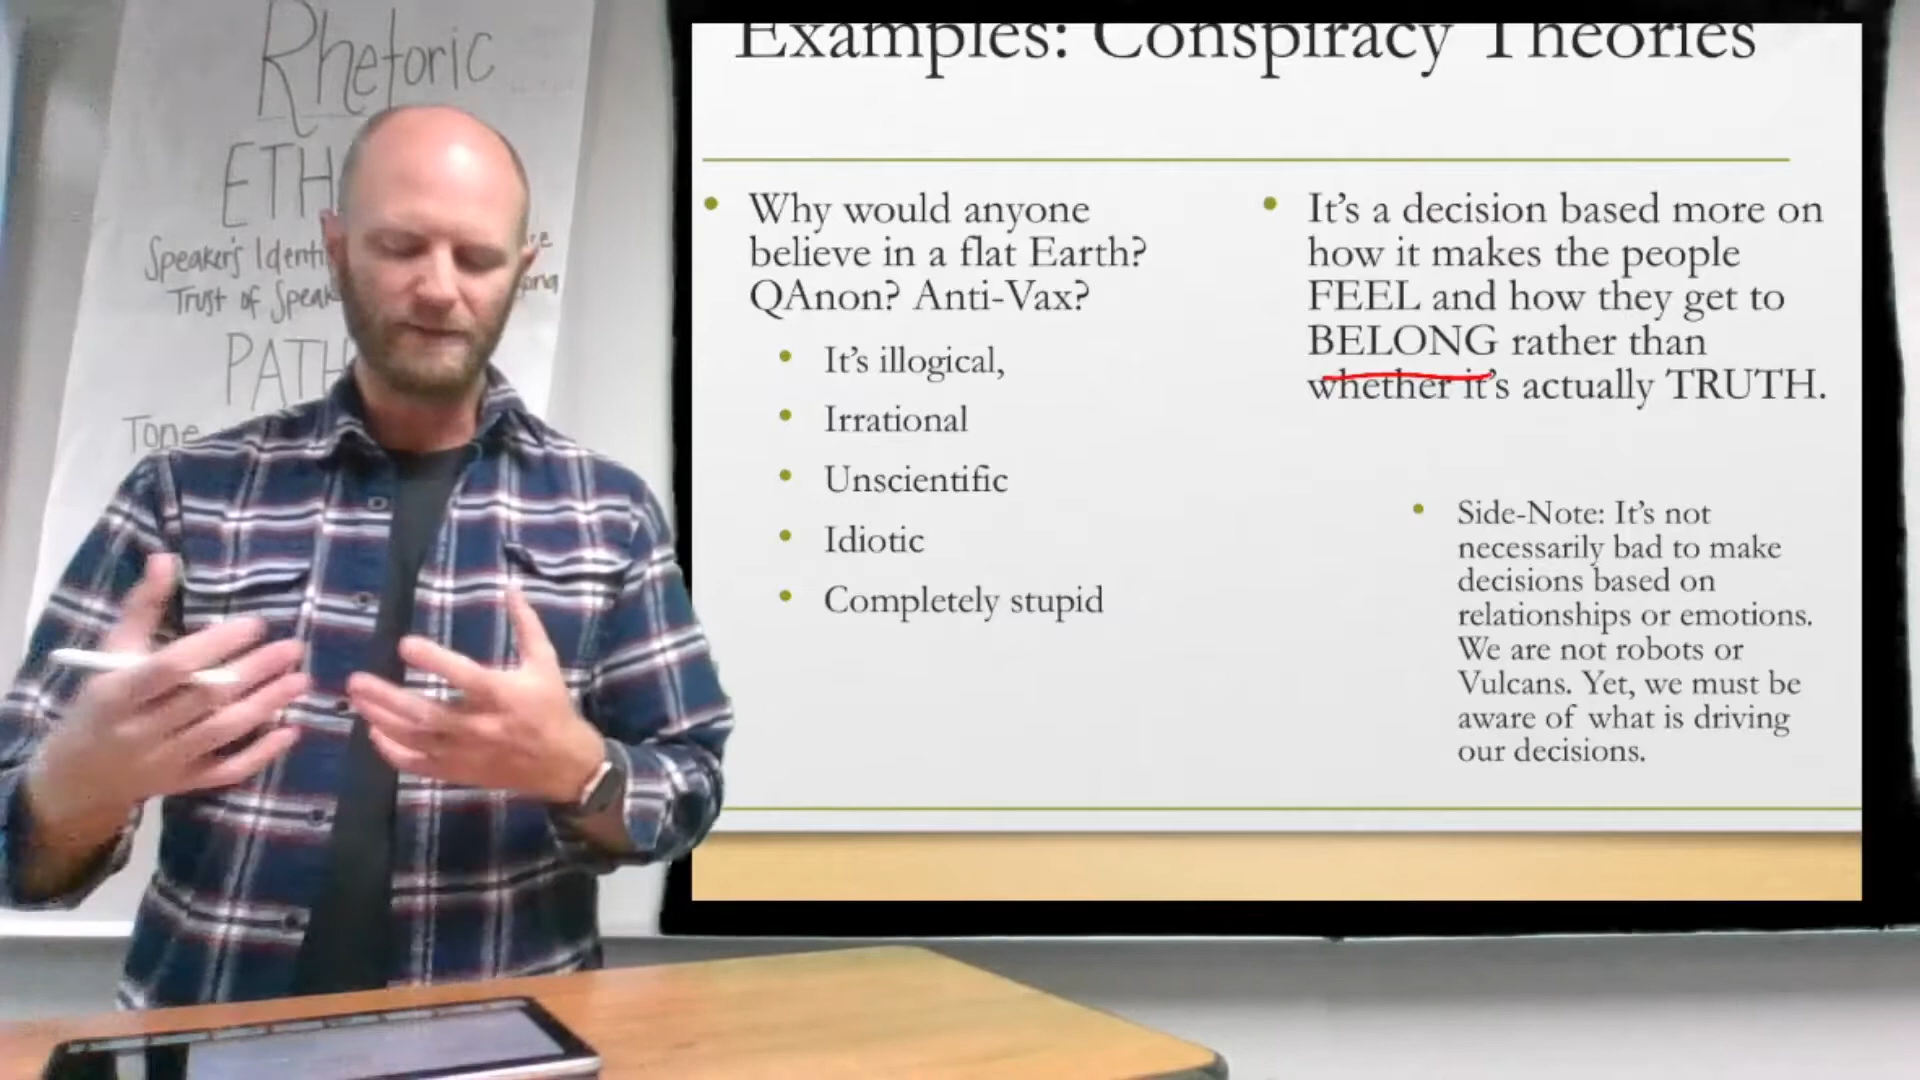 Rhetoric
ETH
Speaker's Identi
Trust of Speak
PATH
Tone
Examples: Conspiracy Theories
Why would anyone
believe in a flat Earth?
QAnon? Anti-Vax?
It's illogical,
Irrational
Unscientific
Idiotic
Completely stupid
It's a decision based more on
how it makes the people
FEEL and how they get to
BELONG rather than
whether it's actually TRUTH.
Side-Note: It's not
necessarily bad to make
decisions based on
relationships or emotions.
We are not robots or
Vulcans. Yet, we must be
aware of what is driving
our decisions.